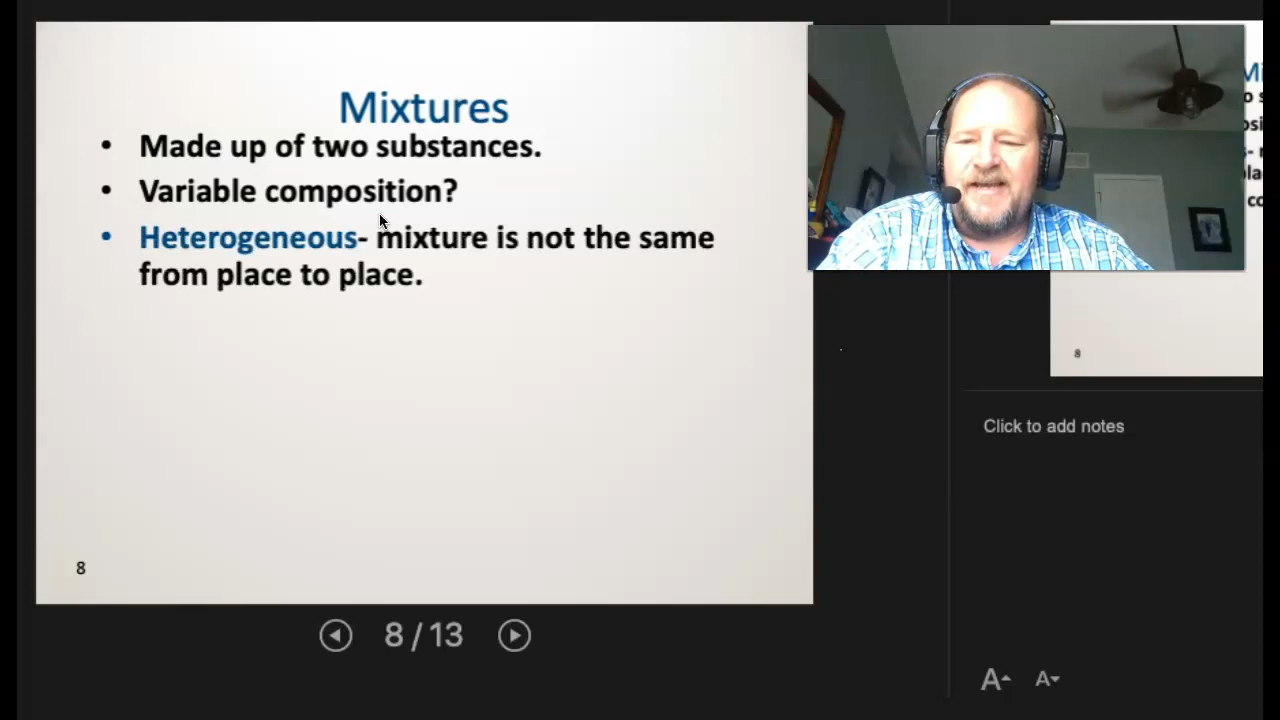 Mixtures
• Made up of two substances.
• Variable composition?
• Heterogeneous- mixture is not the same
from place to place.
8
8 / 13
8
Click to add notes
A
A